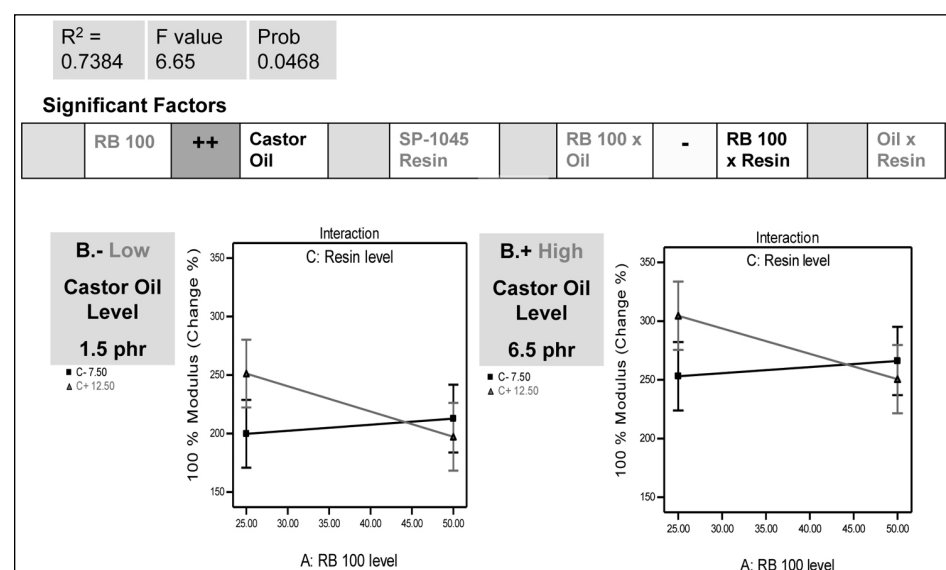 R² = 0.7384
F value 6.65
Prob 0.0468
Significant Factors
RB 100
++
Castor Oil
SP-1045 Resin
RB 100 x Oil
-
RB 100 x Resin
Oil x Resin
B.- Low
Castor Oil
Level
1.5 phr
C- 7.50
C+ 12.50
Interaction
C: Resin level
100 % Modulus (Change %)
350
300
250
200
150
25.00 30.00 35.00 40.00 45.00 50.00
A: RB 100 level
B.+ High
Castor Oil
Level
6.5 phr
C- 7.50
C+ 12.50
Interaction
C: Resin level
100 % Modulus (Change %)
350
300
250
200
150
25.00 30.00 35.00 40.00 45.00 50.00
A: RB 100 level